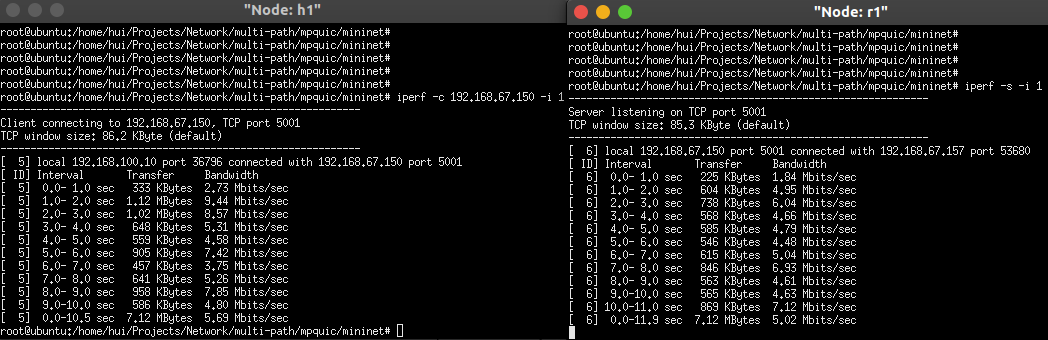 "Node: h1"
root@ubuntu:/home/hui/Projects/Network/multi-path/mpquic/mininet#
root@ubuntu:/home/hui/Projects/Network/multi-path/mpquic/mininet#
root@ubuntu:/home/hui/Projects/Network/multi-path/mpquic/mininet#
root@ubuntu:/home/hui/Projects/Network/multi-path/mpquic/mininet#
root@ubuntu:/home/hui/Projects/Network/multi-path/mpquic/mininet#
root@ubuntu:/home/hui/Projects/Network/multi-path/mpquic/mininet# iperf -c 192.168.67.150 -i 1
------------------------------------------------------------
Client connecting to 192.168.67.150, TCP port 5001
TCP window size: 86.2 KByte (default)
------------------------------------------------------------
[  5] local 192.168.100.10 port 36796 connected with 192.168.67.150 port 5001
[ ID] Interval       Transfer     Bandwidth
[  5]  0.0- 1.0 sec   333 KBytes  2.73 Mbits/sec
[  5]  1.0- 2.0 sec  1.12 MBytes  9.44 Mbits/sec
[  5]  2.0- 3.0 sec  1.02 MBytes  8.57 Mbits/sec
[  5]  3.0- 4.0 sec   648 KBytes  5.31 Mbits/sec
[  5]  4.0- 5.0 sec   559 KBytes  4.58 Mbits/sec
[  5]  5.0- 6.0 sec   905 KBytes  7.42 Mbits/sec
[  5]  6.0- 7.0 sec   457 KBytes  3.75 Mbits/sec
[  5]  7.0- 8.0 sec   641 KBytes  5.26 Mbits/sec
[  5]  8.0- 9.0 sec   958 KBytes  7.85 Mbits/sec
[  5]  9.0-10.0 sec   586 KBytes  4.80 Mbits/sec
[  5]  0.0-10.5 sec  7.12 MBytes  5.69 Mbits/sec
root@ubuntu:/home/hui/Projects/Network/multi-path/mpquic/mininet#
"Node: r1"
root@ubuntu:/home/hui/Projects/Network/multi-path/mpquic/mininet#
root@ubuntu:/home/hui/Projects/Network/multi-path/mpquic/mininet#
root@ubuntu:/home/hui/Projects/Network/multi-path/mpquic/mininet#
root@ubuntu:/home/hui/Projects/Network/multi-path/mpquic/mininet#
root@ubuntu:/home/hui/Projects/Network/multi-path/mpquic/mininet# iperf -s -i 1
------------------------------------------------------------
Server listening on TCP port 5001
TCP window size: 85.3 KByte (default)
------------------------------------------------------------
[  6] local 192.168.67.150 port 5001 connected with 192.168.67.157 port 53680
[ ID] Interval       Transfer     Bandwidth
[  6]  0.0- 1.0 sec   225 KBytes  1.84 Mbits/sec
[  6]  1.0- 2.0 sec   604 KBytes  4.95 Mbits/sec
[  6]  2.0- 3.0 sec   738 KBytes  6.04 Mbits/sec
[  6]  3.0- 4.0 sec   568 KBytes  4.66 Mbits/sec
[  6]  4.0- 5.0 sec   585 KBytes  4.79 Mbits/sec
[  6]  5.0- 6.0 sec   546 KBytes  4.48 Mbits/sec
[  6]  6.0- 7.0 sec   615 KBytes  5.04 Mbits/sec
[  6]  7.0- 8.0 sec   846 KBytes  6.93 Mbits/sec
[  6]  8.0- 9.0 sec   563 KBytes  4.61 Mbits/sec
[  6]  9.0-10.0 sec   565 KBytes  4.63 Mbits/sec
[  6] 10.0-11.0 sec   869 KBytes  7.12 Mbits/sec
[  6]  0.0-11.9 sec  7.12 MBytes  5.02 Mbits/sec